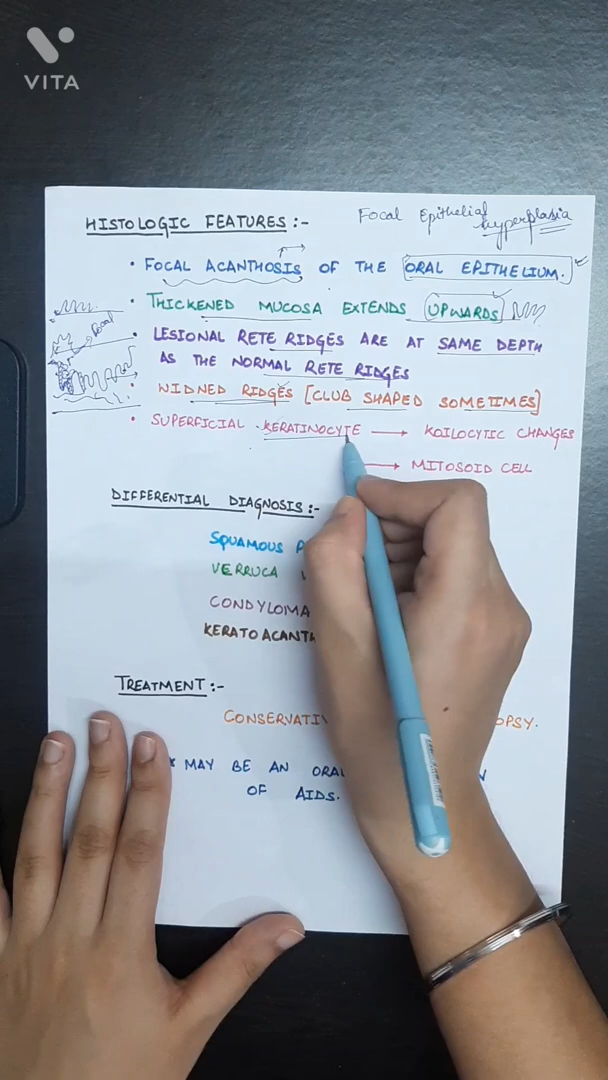 VITA
Focal Epithelial
hyperplasia
HISTOLOGIC FEATURES :-
• FOCAL ACANTHOSIS OF THE ORAL EPITHELIUM.
• THICKENED MUCOSA EXTENDS UPWARDS
• LESIONAL RETE RIDGES ARE AT SAME DEPTH
AS THE NORMAL RETE RIDGES
• WIDNED RIDGES [CLUB SHAPED SOMETIMES]
• SUPERFICIAL KERATINOCYTE → KOILOCYTIC CHANGES
→ MITOSOID CELL
DIFFERENTIAL DIAGNOSIS :-
SQUAMOUS
VERRUCA
CONDYLOMA
KERATOACANTH
TREATMENT :-
CONSERVATI OPSY.
* MAY BE AN ORAL N
OF AIDS.